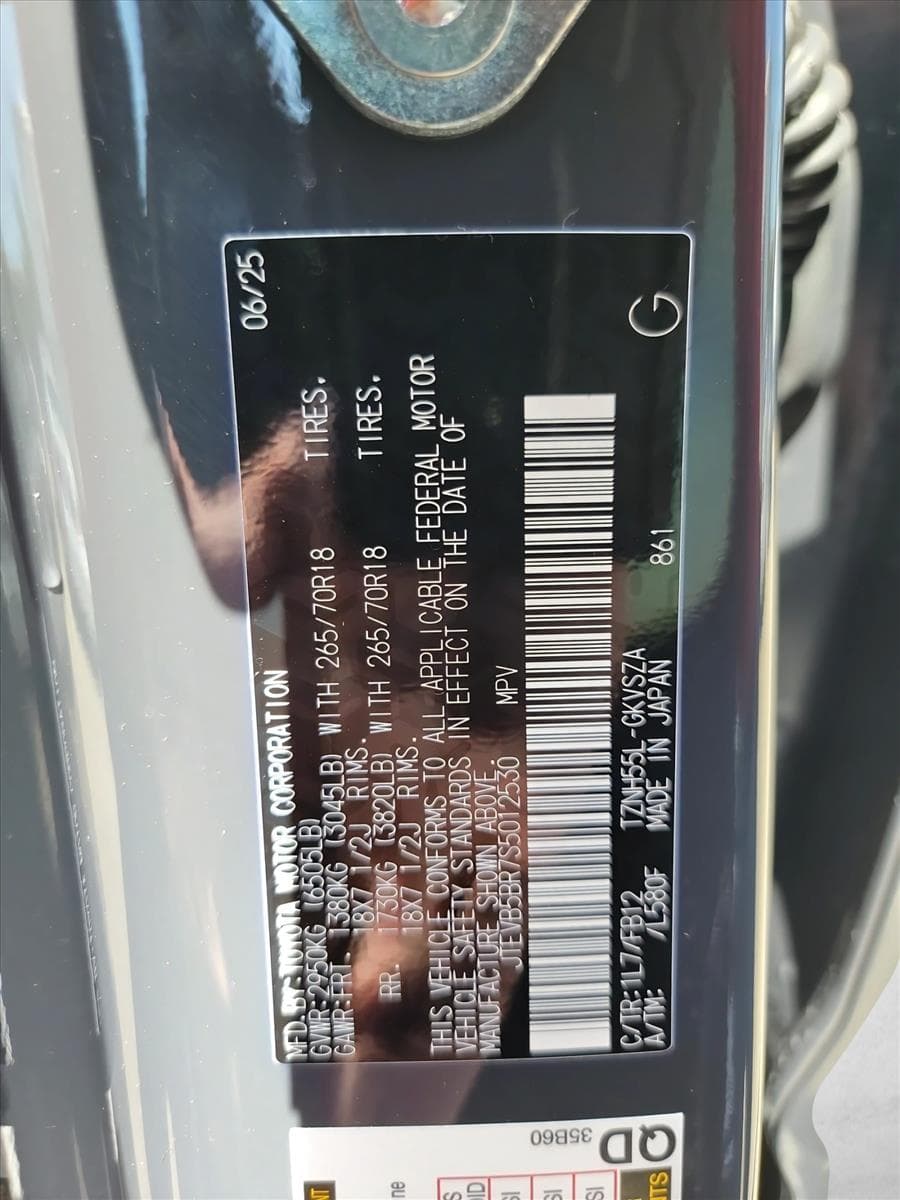 06/25
MFD.BY TOYOTA MOTOR CORPORATION
GVWR:2950KG (6505LB)
GAWR:FRT. 1380KG (3045LB) WITH 265/70R18 TIRES.
18X7 1/2J RIMS.
RR. 1730KG (3820LB) WITH 265/70R18 TIRES.
18X7 1/2J RIMS.
THIS VEHICLE CONFORMS TO ALL APPLICABLE FEDERAL MOTOR
VEHICLE SAFETY STANDARDS IN EFFECT ON THE DATE OF
MANUFACTURE SHOWN ABOVE.
JTEVB5BR7S5012530 MPV
C/TR:1L7/FB12 TZNH55L-GKVSZA 861 G
A/TM: /L580F MADE IN JAPAN
35B60
QD